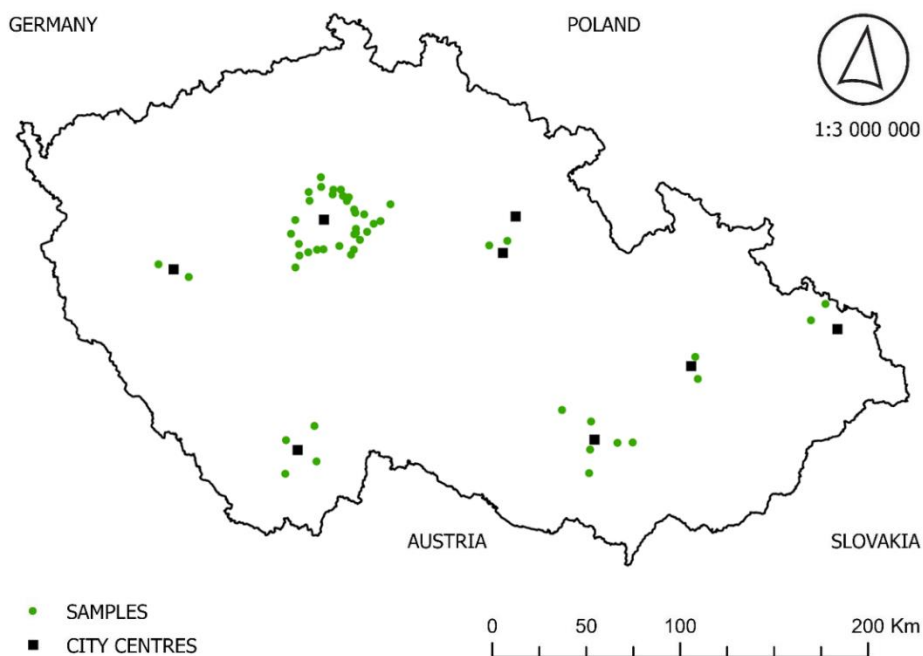 GERMANY
POLAND
1:3 000 000
AUSTRIA
SLOVAKIA
SAMPLES
CITY CENTRES
0 50 100 200 Km